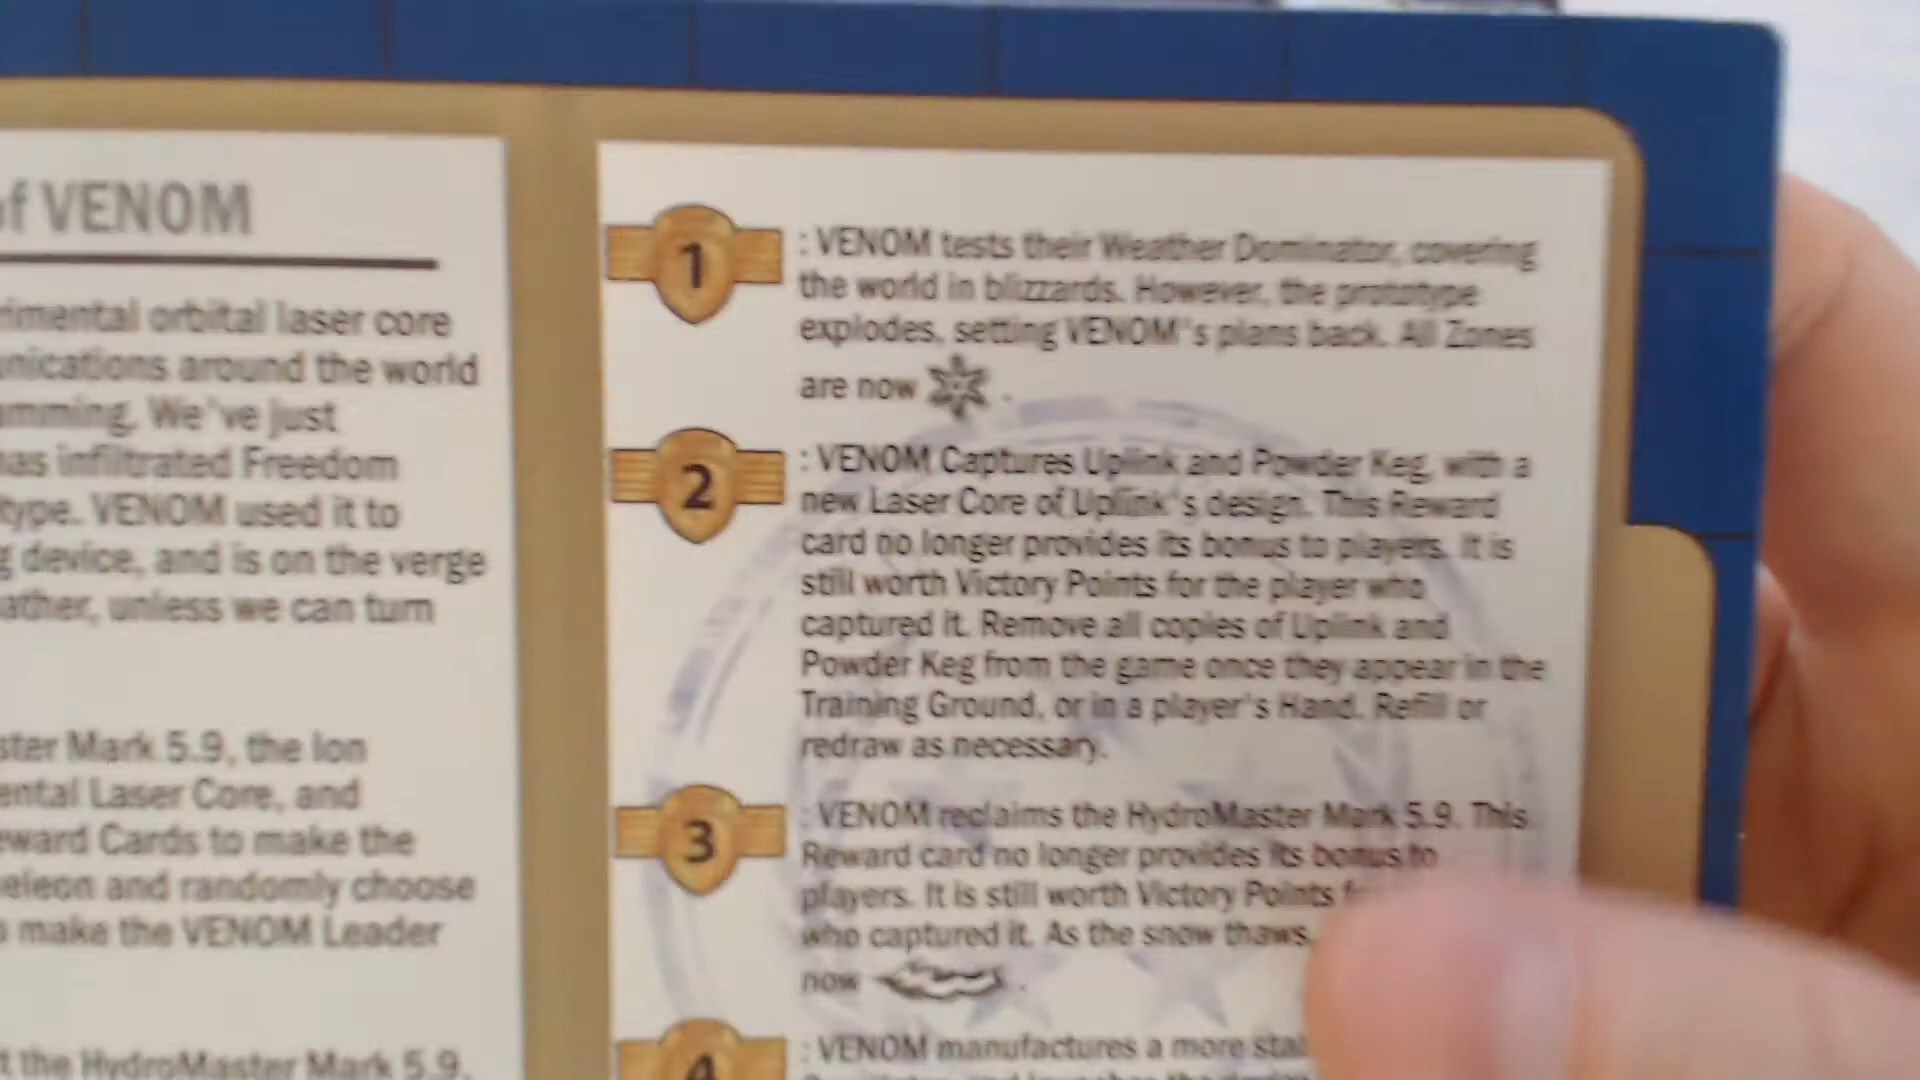 of VENOM
rimental orbital laser core
unications around the world
amming. We've just
has infiltrated Freedom
type. VENOM used it to
g device, and is on the verge
ather, unless we can turn
ster Mark 5.9, the Ion
ental Laser Core, and
eward Cards to make the
eleon and randomly choose
o make the VENOM Leader
t the HydroMaster Mark 5.9,
1
: VENOM tests their Weather Dominator, covering
the world in blizzards. However, the prototype
explodes, setting VENOM's plans back. All Zones
are now .
2
: VENOM Captures Uplink and Powder Keg, with a
new Laser Core of Uplink's design. This Reward
card no longer provides its bonus to players. It is
still worth Victory Points for the player who
captured it. Remove all copies of Uplink and
Powder Keg from the game once they appear in the
Training Ground, or in a player's Hand. Refill or
redraw as necessary.
3
: VENOM reclaims the HydroMaster Mark 5.9. This
Reward card no longer provides its bonus to
players. It is still worth Victory Points f
who captured it. As the snow thaws,
now .
4
: VENOM manufactures a more stal